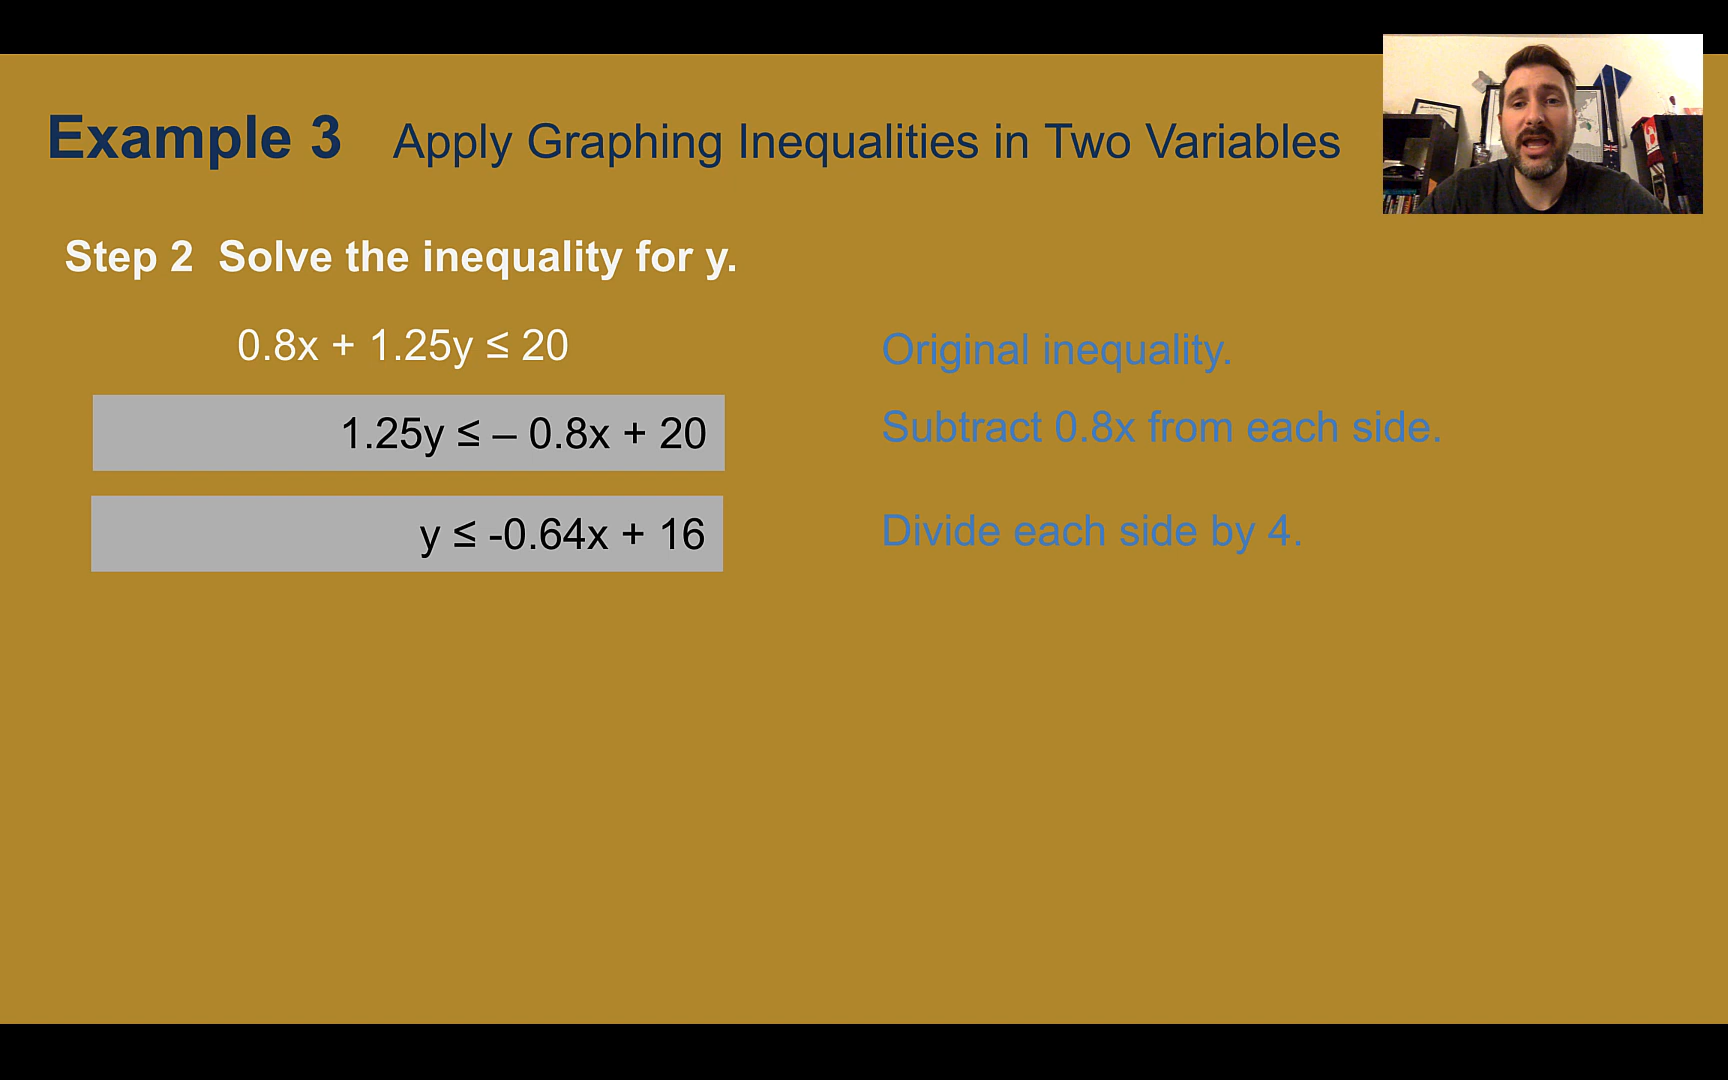 Example 3 Apply Graphing Inequalities in Two Variables
Step 2 Solve the inequality for y.
0.8x + 1.25y ≤ 20 Original inequality.
1.25y ≤ – 0.8x + 20 Subtract 0.8x from each side.
y ≤ -0.64x + 16 Divide each side by 4.